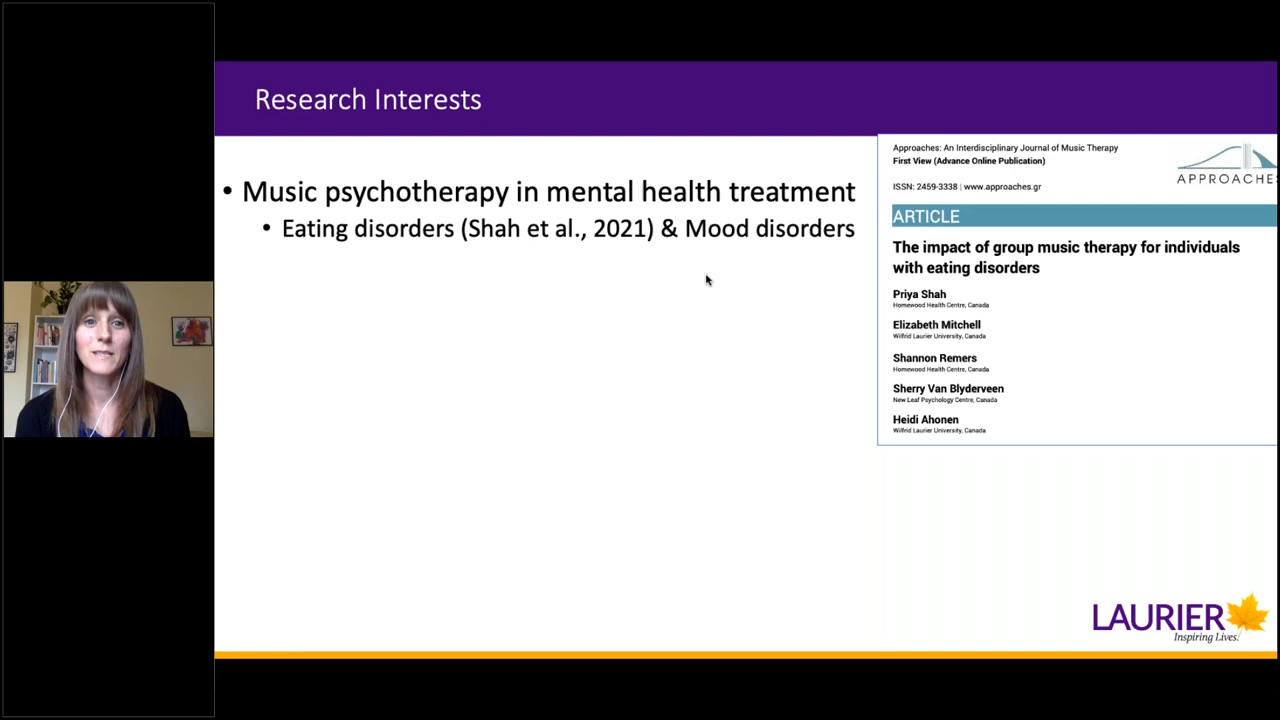 Research Interests
• Music psychotherapy in mental health treatment
• Eating disorders (Shah et al., 2021) & Mood disorders
Approaches: An Interdisciplinary Journal of Music Therapy
First View (Advance Online Publication)
ISSN: 2459-3338 | www.approaches.gr
APPROACHES
ARTICLE
The impact of group music therapy for individuals
with eating disorders
Priya Shah
Homewood Health Centre, Canada
Elizabeth Mitchell
Wilfrid Laurier University, Canada
Shannon Remers
Homewood Health Centre, Canada
Sherry Van Blyderveen
New Leaf Psychology Centre, Canada
Heidi Ahonen
Wilfrid Laurier University, Canada
LAURIER
Inspiring Lives.